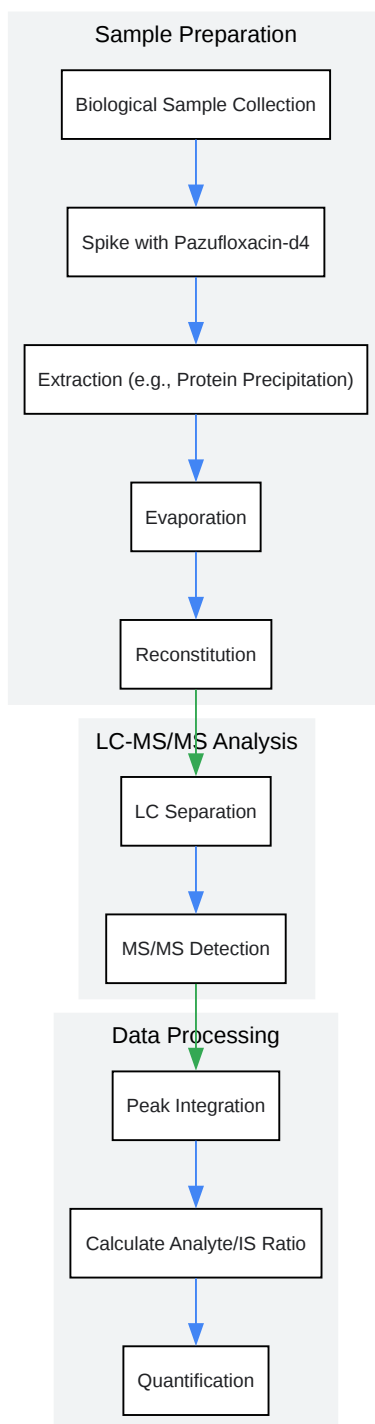 Sample Preparation
Biological Sample Collection
Spike with Pazufloxacin-d4
Extraction (e.g., Protein Precipitation)
Evaporation
Reconstitution
LC-MS/MS Analysis
LC Separation
MS/MS Detection
Data Processing
Peak Integration
Calculate Analyte/IS Ratio
Quantification